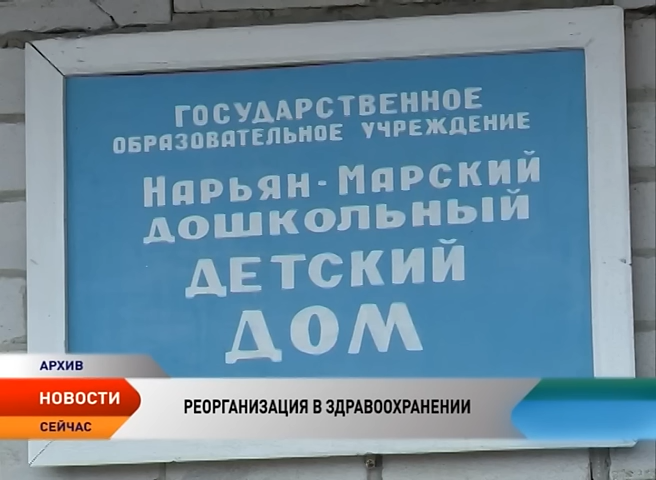 ГОСУДАРСТВЕННОЕ
ОБРАЗОВАТЕЛЬНОЕ УЧРЕЖДЕНИЕ
НАРЬЯН-МАРСКИЙ
ДОШКОЛЬНЫЙ
ДЕТСКИЙ
ДОМ
АРХИВ
НОВОСТИ
РЕОРГАНИЗАЦИЯ В ЗДРАВООХРАНЕНИИ
СЕЙЧАС